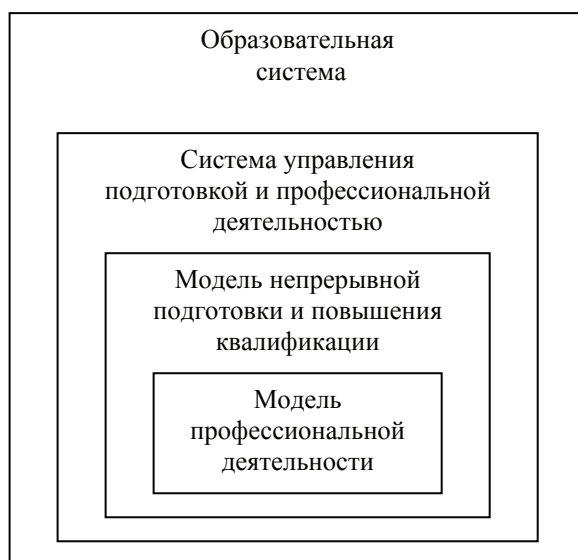 Образовательная
система
Система управления
подготовкой и профессиональной
деятельностью
Модель непрерывной
подготовки и повышения
квалификации
Модель
профессиональной
деятельности